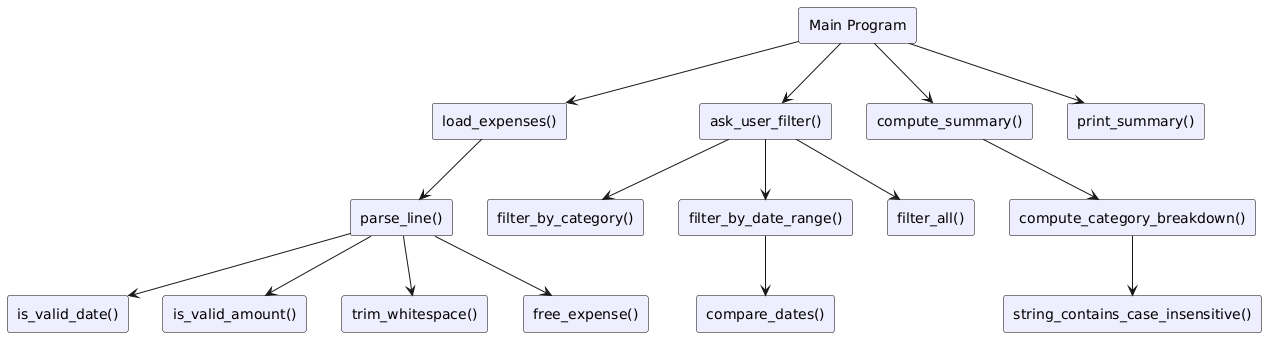 Main Program
load_expenses()
ask_user_filter()
compute_summary()
print_summary()
parse_line()
filter_by_category()
filter_by_date_range()
filter_all()
compute_category_breakdown()
is_valid_date()
is_valid_amount()
trim_whitespace()
free_expense()
compare_dates()
string_contains_case_insensitive()